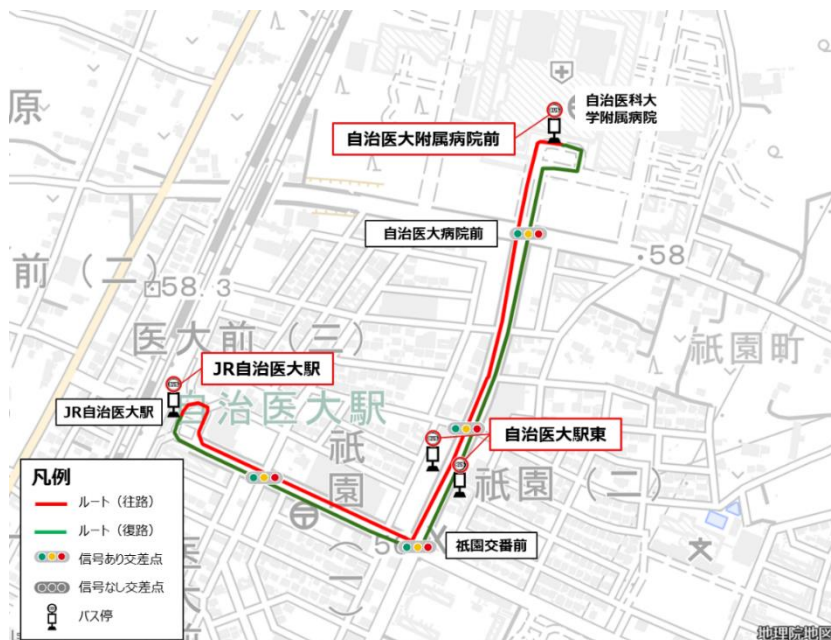 原
自治医科大
学附属病院
自治医大附属病院前
自治医大病院前
58
前（二）
58.3
医大前（三）
祇園町
JR自治医大駅
JR自治医大駅
自治医大駅
自治医大駅東
祇園（二）
祇園（一）
祇園交番前
凡例
ルート（往路）
ルート（復路）
信号あり交差点
信号なし交差点
バス停
地理院地図